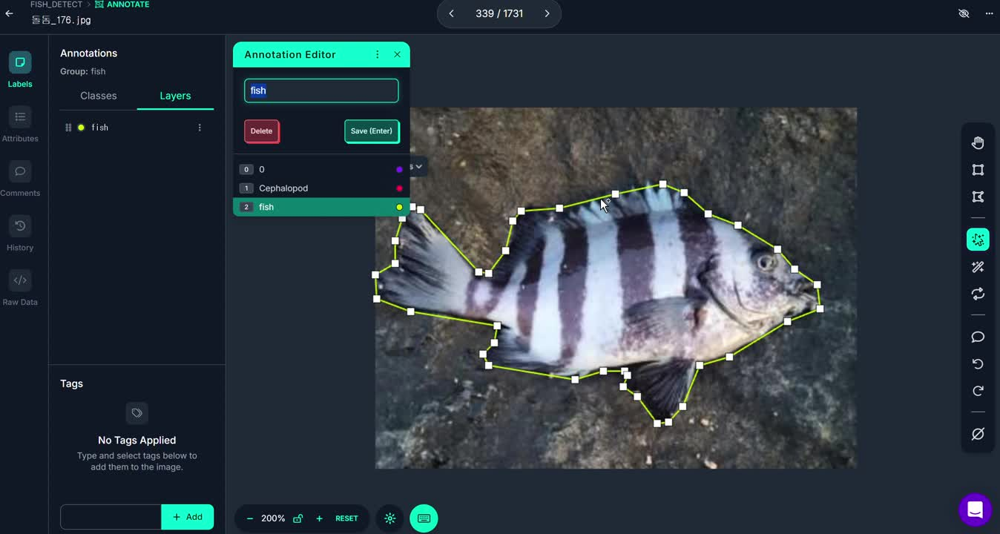 FISH_DETECT > ANNOTATE
돌돔_176.jpg
339 / 1731
Labels
Attributes
Comments
History
Raw Data
Annotations
Group: fish
Classes
Layers
fish
Tags
No Tags Applied
Type and select tags below to
add them to the image.
+ Add
Annotation Editor
fish
Delete
Save (Enter)
0 0
1 Cephalopod
2 fish
s
− 200% + RESET